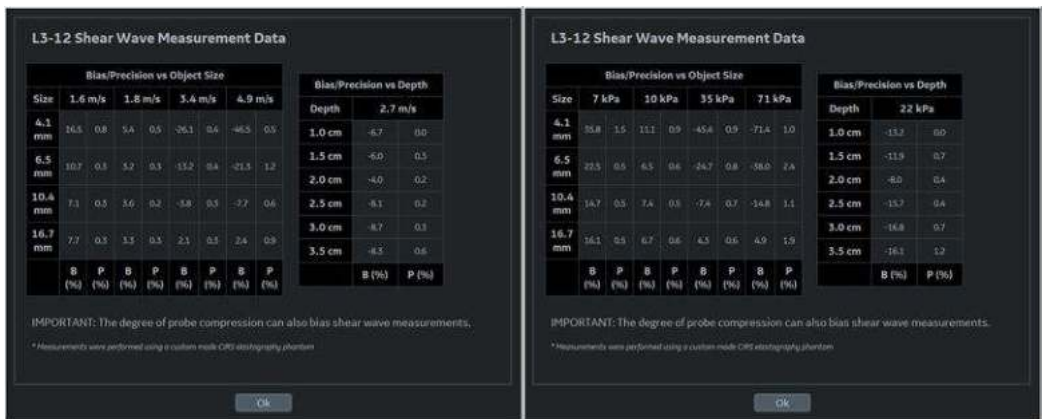 L3-12 Shear Wave Measurement Data
Bias/Precision vs Object Size
Size 1.6 m/s 1.8 m/s 3.4 m/s 4.9 m/s
4.1 mm 16.5 0.8 5.4 0.5 -26.1 0.4 -46.5 0.5
6.5 mm 10.7 0.3 3.2 0.3 -13.2 0.4 -21.3 1.2
10.4 mm 7.1 0.3 3.6 0.2 -3.8 0.3 -7.7 0.6
16.7 mm 7.7 0.3 3.3 0.3 2.1 0.3 2.4 0.9
B (%) P (%) B (%) P (%) B (%) P (%) B (%) P (%)
Bias/Precision vs Depth
Depth 2.7 m/s
1.0 cm -6.7 0.0
1.5 cm -6.0 0.3
2.0 cm -4.0 0.2
2.5 cm -8.1 0.2
3.0 cm -8.7 0.3
3.5 cm -8.3 0.6
B (%) P (%)
IMPORTANT: The degree of probe compression can also bias shear wave measurements.
* Measurements were performed using a custom made CIRS elastography phantom
Ok
L3-12 Shear Wave Measurement Data
Bias/Precision vs Object Size
Size 7 kPa 10 kPa 35 kPa 71 kPa
4.1 mm 35.8 1.5 11.1 0.9 -45.4 0.9 -71.4 1.0
6.5 mm 22.5 0.5 6.5 0.6 -24.7 0.8 -38.0 2.4
10.4 mm 14.7 0.5 7.4 0.5 -7.4 0.7 -14.8 1.1
16.7 mm 16.1 0.5 6.7 0.6 4.3 0.6 4.9 1.9
B (%) P (%) B (%) P (%) B (%) P (%) B (%) P (%)
Bias/Precision vs Depth
Depth 22 kPa
1.0 cm -13.2 0.0
1.5 cm -11.9 0.7
2.0 cm -8.0 0.4
2.5 cm -15.7 0.4
3.0 cm -16.8 0.7
3.5 cm -16.1 1.2
B (%) P (%)
IMPORTANT: The degree of probe compression can also bias shear wave measurements.
* Measurements were performed using a custom made CIRS elastography phantom
Ok